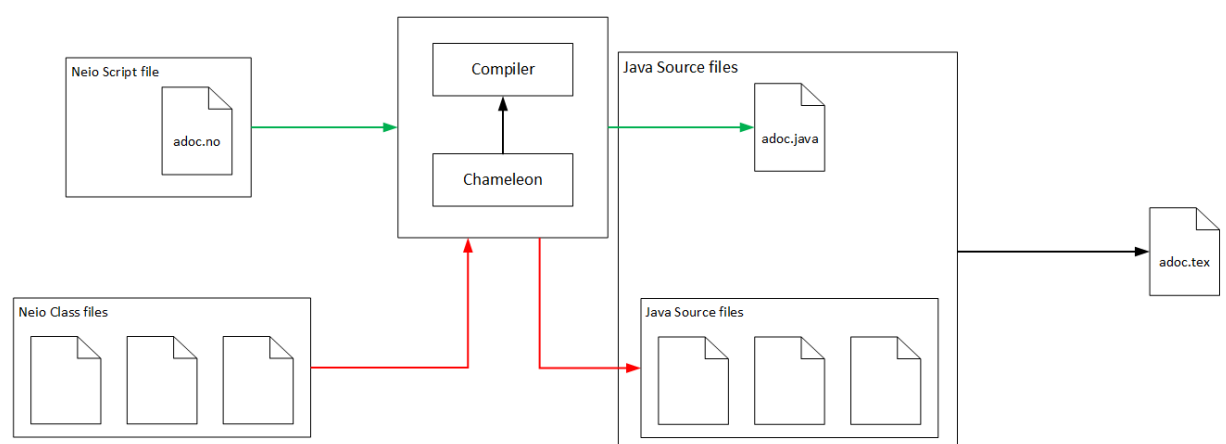 Neio Script file
adoc.no
Compiler
Chameleon
Java Source files
adoc.java
adoc.tex
Neio Class files
Java Source files